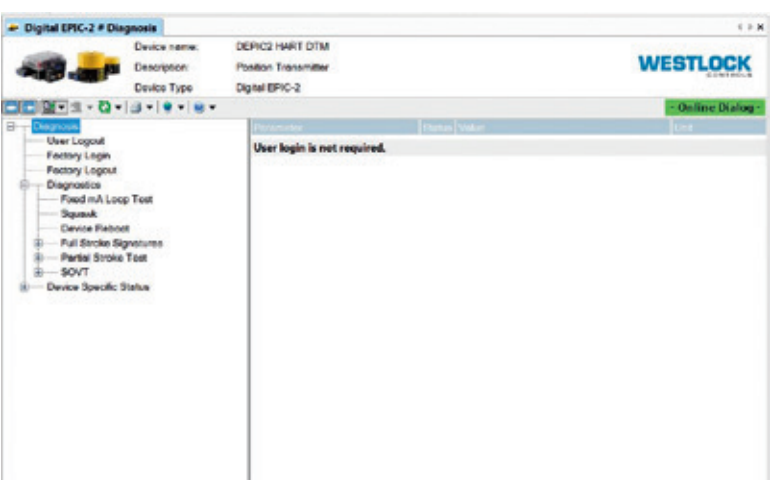 Digital EPIC-2 # Diagnosis
Device name: DEPIC2 HART DTM
Description: Position Transmitter
Device Type Digital EPIC-2
WESTLOCK
CONTROLS
- Online Dialog -
Diagnosis
Parameter Status Value Unit
User login is not required.
User Logout
Factory Login
Factory Logout
Diagnostics
Fixed mA Loop Test
Squawk
Device Reboot
Full Stroke Signatures
Partial Stroke Test
SOVT
Device Specific Status